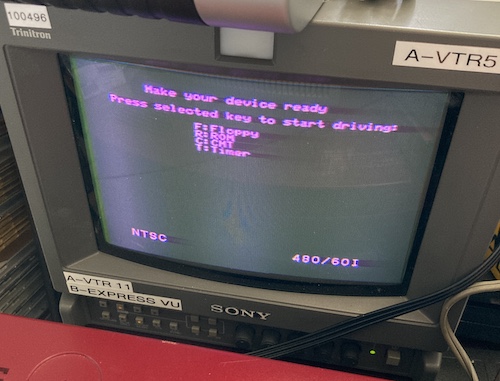 100496
Trinitron
A-VTR5
Make your device ready
Press selected key to start driving:
F:Floppy
R:ROM
C:CMT
T:Timer
NTSC
480/60I
A-VTR 11
B-EXPRESS VU
SONY